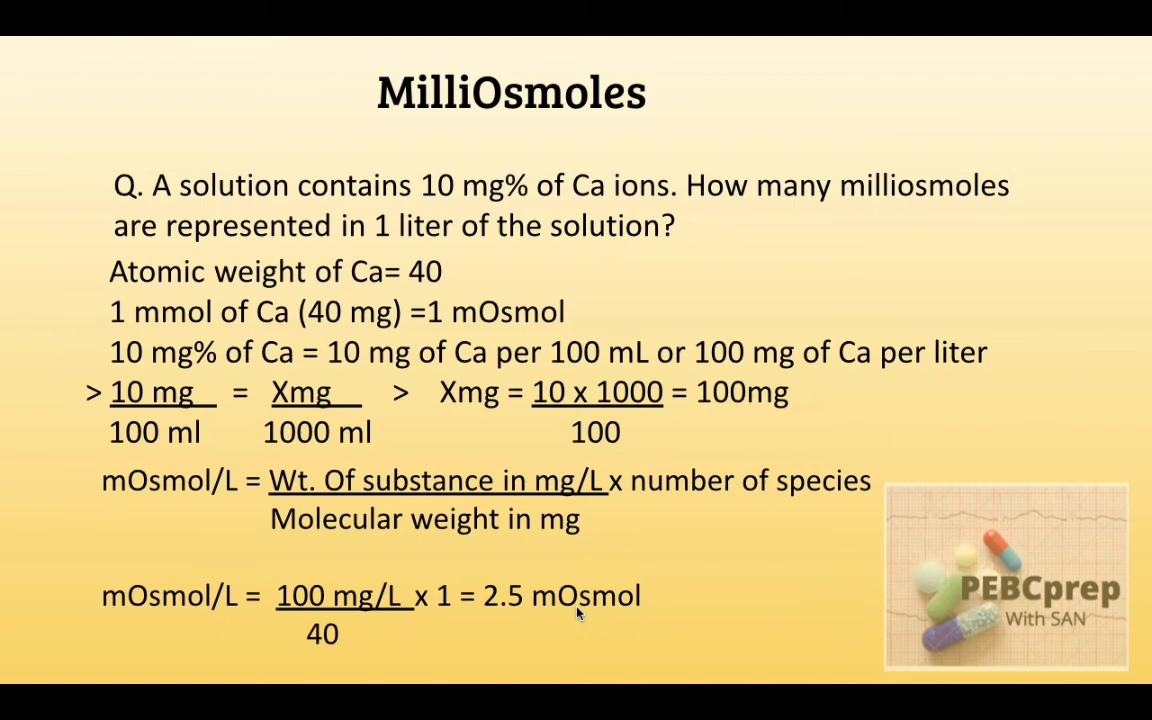 MilliOsmoles
Q. A solution contains 10 mg% of Ca ions. How many milliosmoles
are represented in 1 liter of the solution?
Atomic weight of Ca= 40
1 mmol of Ca (40 mg) =1 mOsmol
10 mg% of Ca = 10 mg of Ca per 100 mL or 100 mg of Ca per liter
> 10 mg = Xmg > Xmg = 10 x 1000 = 100mg
100 ml 1000 ml 100
mOsmol/L = Wt. Of substance in mg/L x number of species
Molecular weight in mg
mOsmol/L = 100 mg/L x 1 = 2.5 mOsmol
40
PEBCprep
With SAN